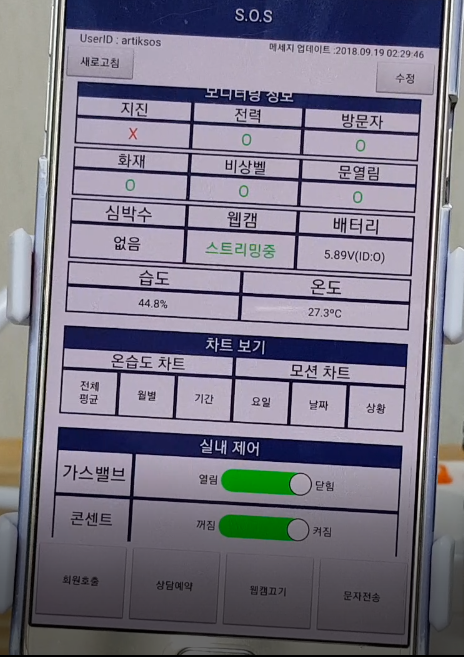 S.O.S
UserID : artiksos
메세지 업데이트 :2018.09.19 02:29:46
새로고침
수정
모니터링 정보
지진 전력 방문자
X O O
화재 비상벨 문열림
O O O
심박수 웹캠 배터리
없음 스트리밍중 5.89V(ID:O)
습도 온도
44.8% 27.3ºC
차트 보기
온습도 차트 모션 차트
전체
평균 월별 기간 요일 날짜 상황
실내 제어
가스밸브 열림 닫힘
콘센트 꺼짐 켜짐
회원호출 상담예약 웹캠끄기 문자전송